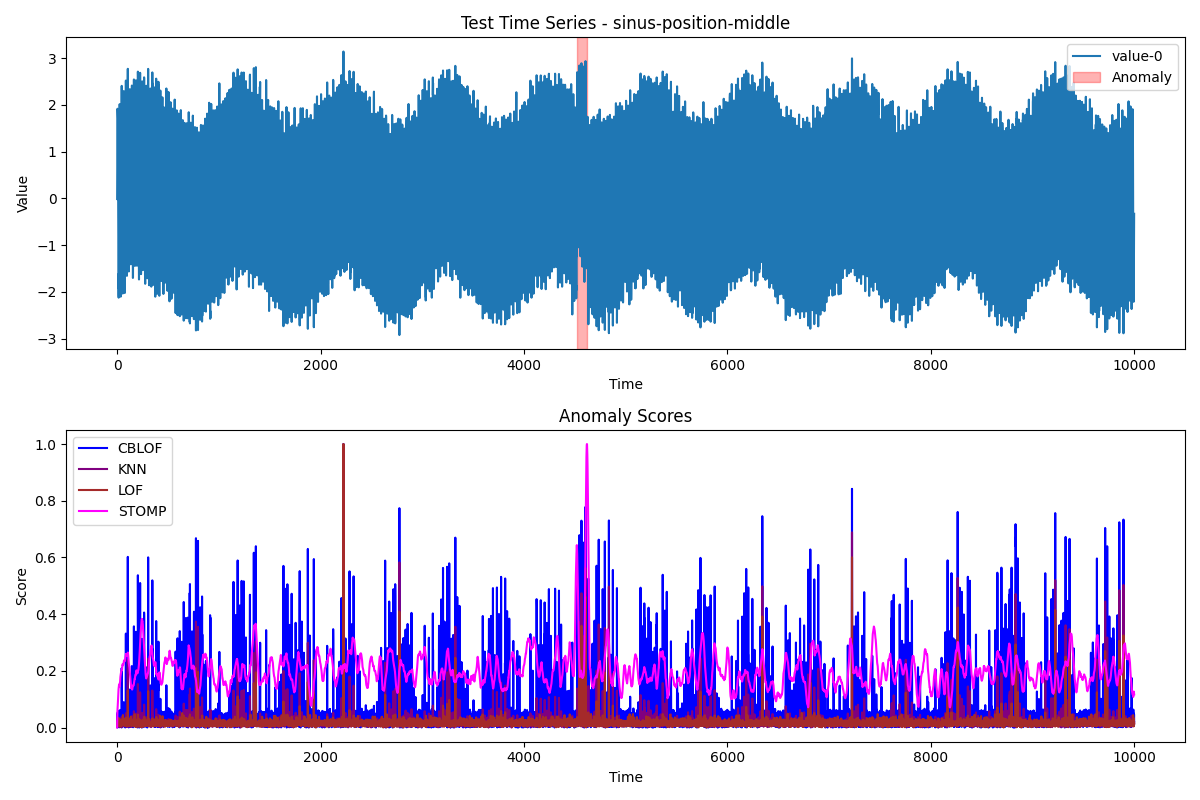 Test Time Series - sinus-position-middle
Value
3
2
1
0
−1
−2
−3
value-0
Anomaly
0
2000
4000
6000
8000
10000
Time
Anomaly Scores
Score
1.0
0.8
0.6
0.4
0.2
0.0
CBLOF
KNN
LOF
STOMP
0
2000
4000
6000
8000
10000
Time